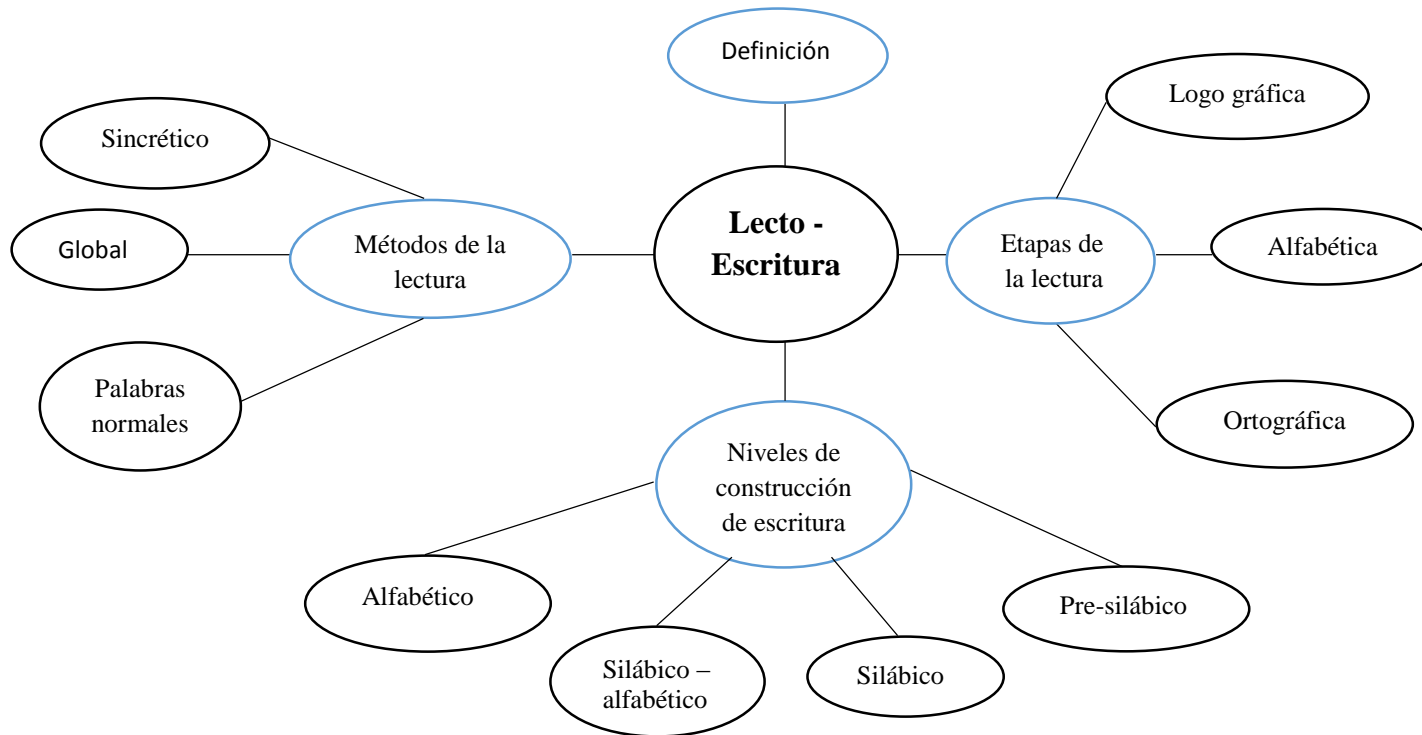 Definición
Logo gráfica
Sincrético
Lecto -
Escritura
Métodos de la
lectura
Etapas de
la lectura
Global
Alfabética
Palabras
normales
Ortográfica
Niveles de
construcción
de escritura
Alfabético
Silábico –
alfabético
Silábico
Pre-silábico